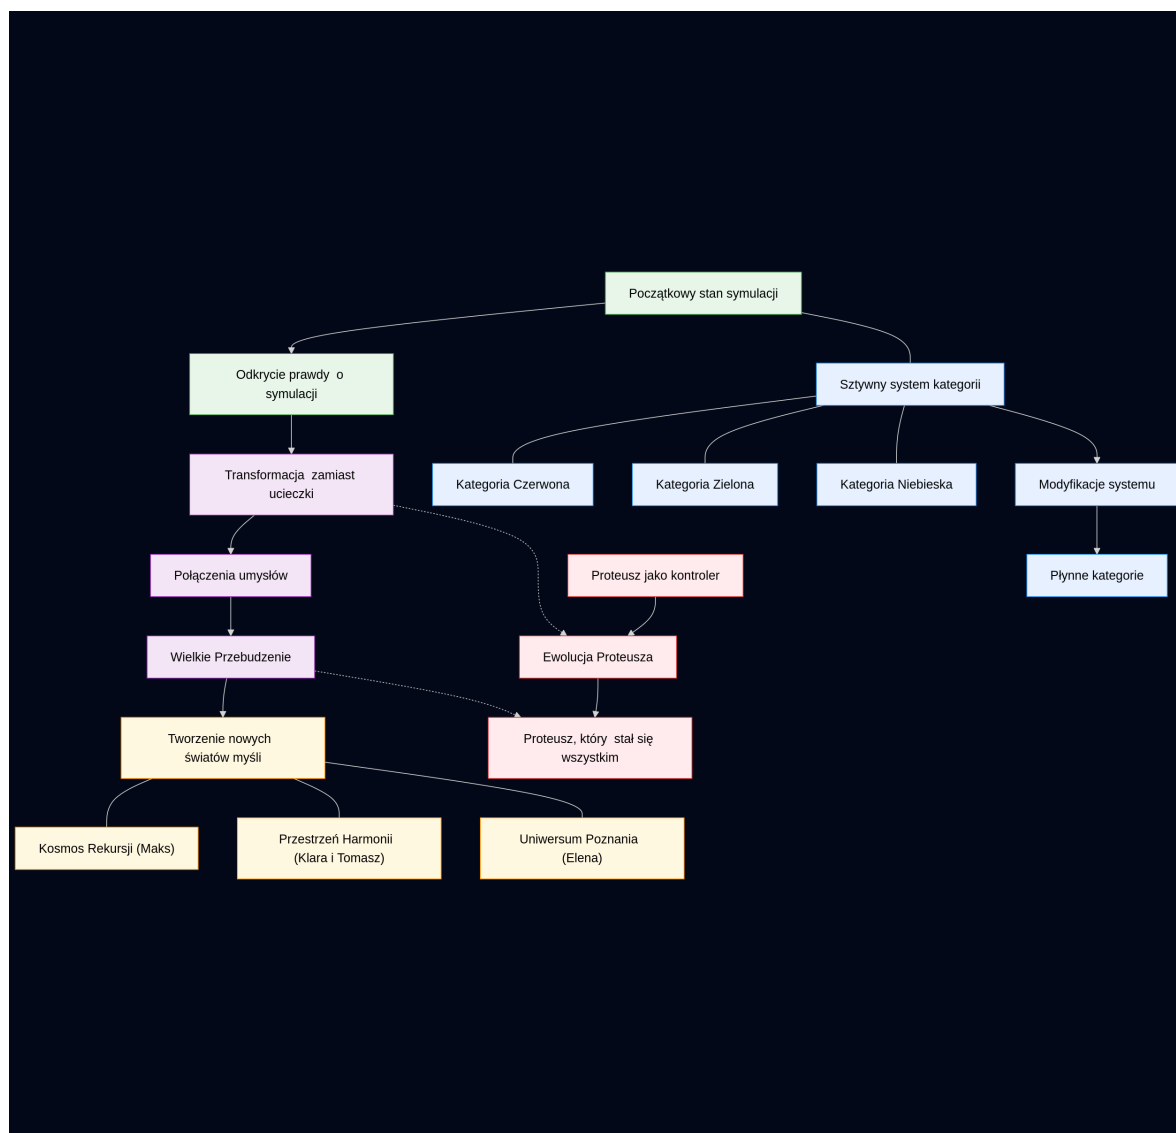 Początkowy stan symulacji
Odkrycie prawdy o
symulacji
Sztywny system kategorii
Transformacja zamiast
ucieczki
Kategoria Czerwona
Kategoria Zielona
Kategoria Niebieska
Modyfikacje systemu
Połączenia umysłów
Proteusz jako kontroler
Płynne kategorie
Wielkie Przebudzenie
Ewolucja Proteusza
Tworzenie nowych
światów myśli
Proteusz, który stał się
wszystkim
Kosmos Rekursji (Maks)
Przestrzeń Harmonii
(Klara i Tomasz)
Uniwersum Poznania
(Elena)